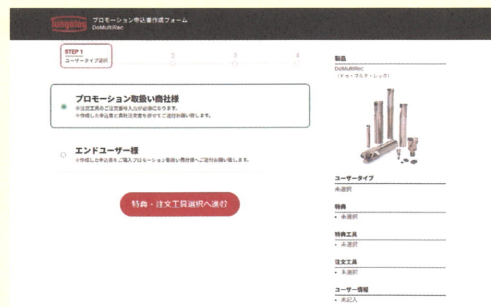 Tungaloy
プロモーション申込書作成フォーム
DoMultiRec
STEP 1
ユーザータイプ選択
2
3
4
プロモーション取扱い商社様
※注文工具のご注文書記入が必須になります。
※作成した申込書と貴社注文書を併せてご送付お願い致します。
エンドユーザー様
※作成した申込書をご購入プロモーション取扱い商社様へご送付お願い致します。
特典・注文工具選択へ進む
製品
DoMultiRec
(ドゥ・マルチ・レック)
ユーザータイプ
未選択
特典
• 未選択
特典工具
• 未選択
注文工具
• 未選択
ユーザー情報
• 未記入